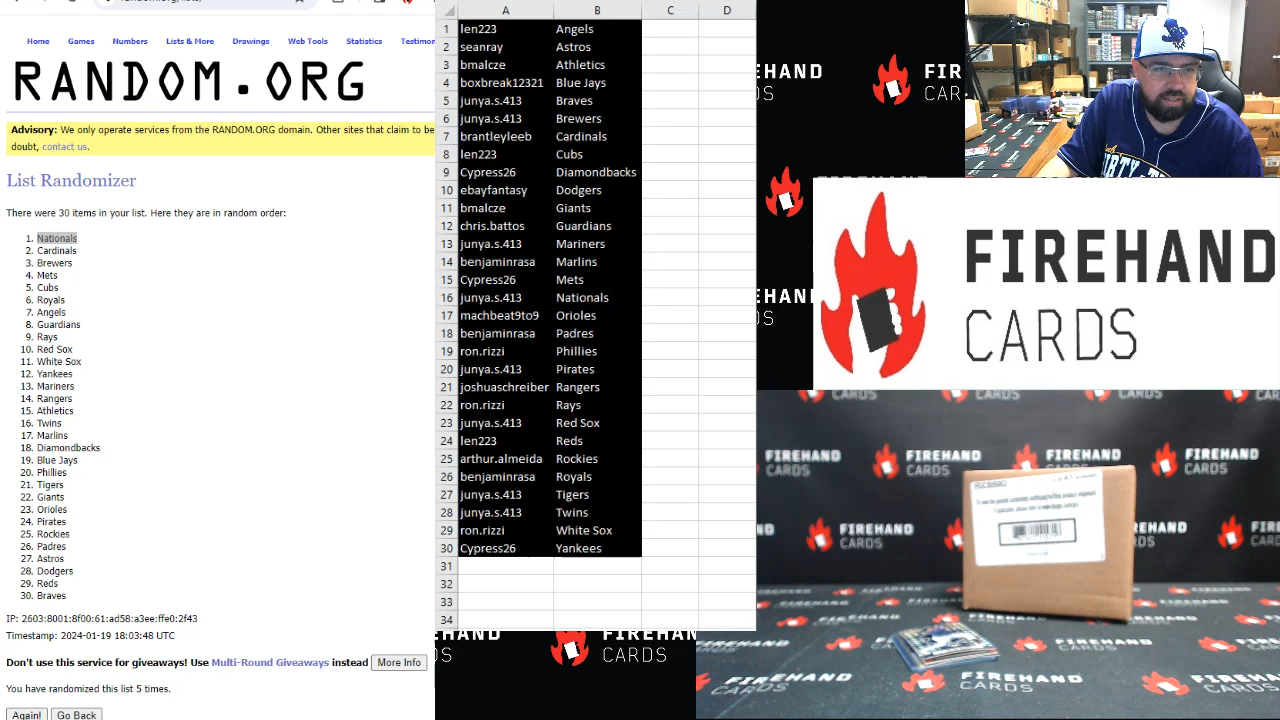 Home Games Numbers Lists & More Drawings Web Tools Statistics Testimon
RANDOM.ORG
Advisory: We only operate services from the RANDOM.ORG domain. Other sites that claim to be
doubt, contact us.
List Randomizer
There were 30 items in your list. Here they are in random order:
1. Nationals
2. Cardinals
3. Brewers
4. Mets
5. Cubs
6. Royals
7. Angels
8. Guardians
9. Rays
10. Red Sox
11. White Sox
12. Yankees
13. Mariners
14. Rangers
15. Athletics
16. Twins
17. Marlins
18. Diamondbacks
19. Blue Jays
20. Phillies
21. Tigers
22. Giants
23. Orioles
24. Pirates
25. Rockies
26. Padres
27. Astros
28. Dodgers
29. Reds
30. Braves
IP: 2603:8001:8f00:61:ad58:a3ee:ffe0:2f43
Timestamp: 2024-01-19 18:03:48 UTC
Don't use this service for giveaways! Use Multi-Round Giveaways instead More Info
You have randomized this list 5 times.
Again! Go Back
A B C D
1 len223 Angels
2 seanray Astros
3 bmalcze Athletics
4 boxbreak12321 Blue Jays
5 junya.s.413 Braves
6 junya.s.413 Brewers
7 brantleyleeb Cardinals
8 len223 Cubs
9 Cypress26 Diamondbacks
10 ebayfantasy Dodgers
11 bmalcze Giants
12 chris.battos Guardians
13 junya.s.413 Mariners
14 benjaminrasa Marlins
15 Cypress26 Mets
16 junya.s.413 Nationals
17 machbeat9to9 Orioles
18 benjaminrasa Padres
19 ron.rizzi Phillies
20 junya.s.413 Pirates
21 joshuaschreiber Rangers
22 ron.rizzi Rays
23 junya.s.413 Red Sox
24 len223 Reds
25 arthur.almeida Rockies
26 benjaminrasa Royals
27 junya.s.413 Tigers
28 junya.s.413 Twins
29 ron.rizzi White Sox
30 Cypress26 Yankees
31
32
33
34
FIREHAND
CARDS